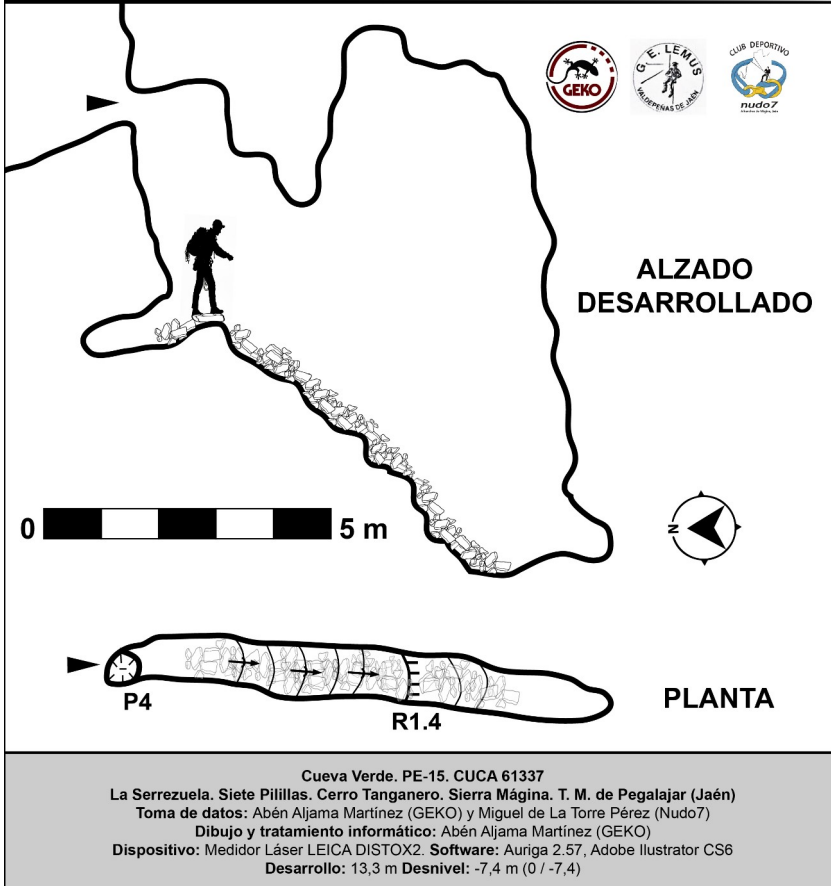 GEKO
G. E. LEMUS
VALDEPEÑAS DE JAÉN
CLUB DEPORTIVO
nudo7
ALZADO
DESARROLLADO
0
5 m
N
P4
R1.4
PLANTA
Cueva Verde. PE-15. CUCA 61337
La Serrezuela. Siete Pilillas. Cerro Tanganero. Sierra Mágina. T. M. de Pegalajar (Jaén)
Toma de datos: Abén Aljama Martínez (GEKO) y Miguel de La Torre Pérez (Nudo7)
Dibujo y tratamiento informático: Abén Aljama Martínez (GEKO)
Dispositivo: Medidor Láser LEICA DISTOX2. Software: Auriga 2.57, Adobe Ilustrator CS6
Desarrollo: 13,3 m Desnivel: -7,4 m (0 / -7,4)